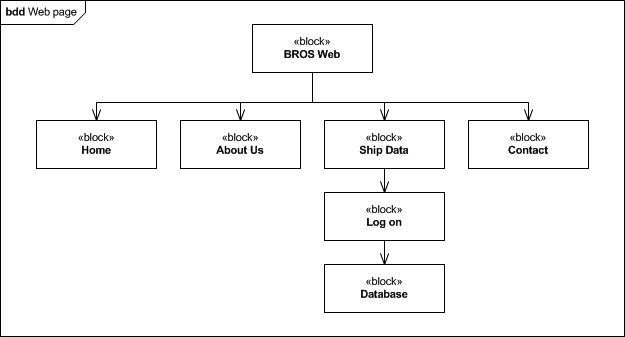 bdd Web page
«block»
BROS Web
«block»
Home
«block»
About Us
«block»
Ship Data
«block»
Contact
«block»
Log on
«block»
Database